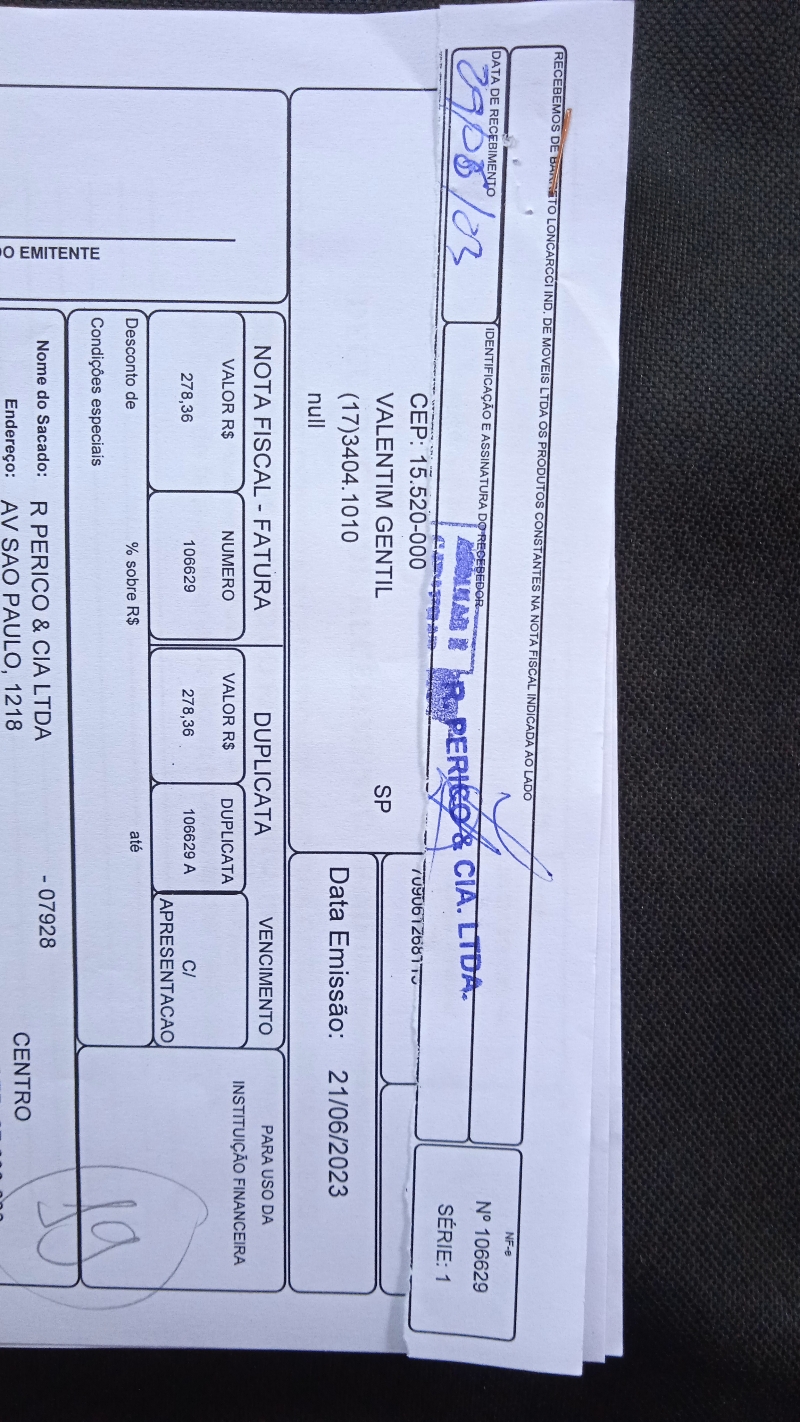 RECEBEMOS DE BARRETO LONCARCCI IND. DE MOVEIS LTDA OS PRODUTOS CONSTANTES NA NOTA FISCAL INDICADA AO LADO
DATA DE RECEBIMENTO
IDENTIFICAÇÃO E ASSINATURA DO RECEBEDOR
R. PERICO & CIA. LTDA.
NF-e
Nº 106629
SÉRIE: 1
CEP: 15.520-000
VALENTIM GENTIL
SP
(17)3404.1010
null
Data Emissão: 21/06/2023
DO EMITENTE
NOTA FISCAL - FATURA
DUPLICATA
VENCIMENTO
PARA USO DA
INSTITUIÇÃO FINANCEIRA
VALOR R$
NUMERO
VALOR R$
DUPLICATA
278,36
106629
278,36
106629 A
C/
APRESENTACAO
Desconto de
% sobre R$
até
Condições especiais
Nome do Sacado: R PERICO & CIA LTDA - 07928
Endereço: AV SAO PAULO, 1218 CENTRO